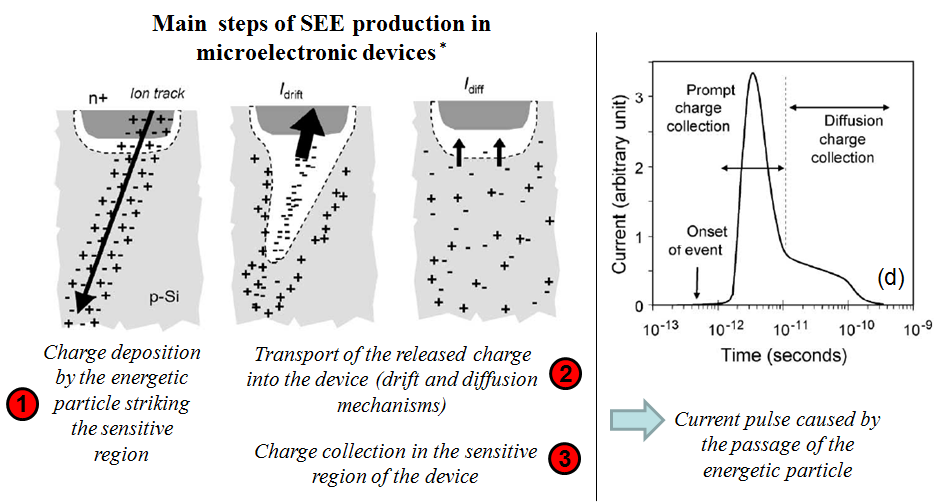 Main steps of SEE production in
microelectronic devices*
n+
Ion track
p-Si
Idrift
Idiff
Charge deposition
by the energetic
particle striking
the sensitive
region
1
Transport of the released charge
into the device (drift and diffusion
mechanisms)
2
Charge collection in the sensitive
region of the device
3
Current (arbitrary unit)
3
2
1
0
Prompt
charge
collection
Diffusion
charge
collection
Onset
of event
(d)
10⁻¹³ 10⁻¹² 10⁻¹¹ 10⁻¹⁰ 10⁻⁹
Time (seconds)
Current pulse caused by
the passage of the
energetic particle